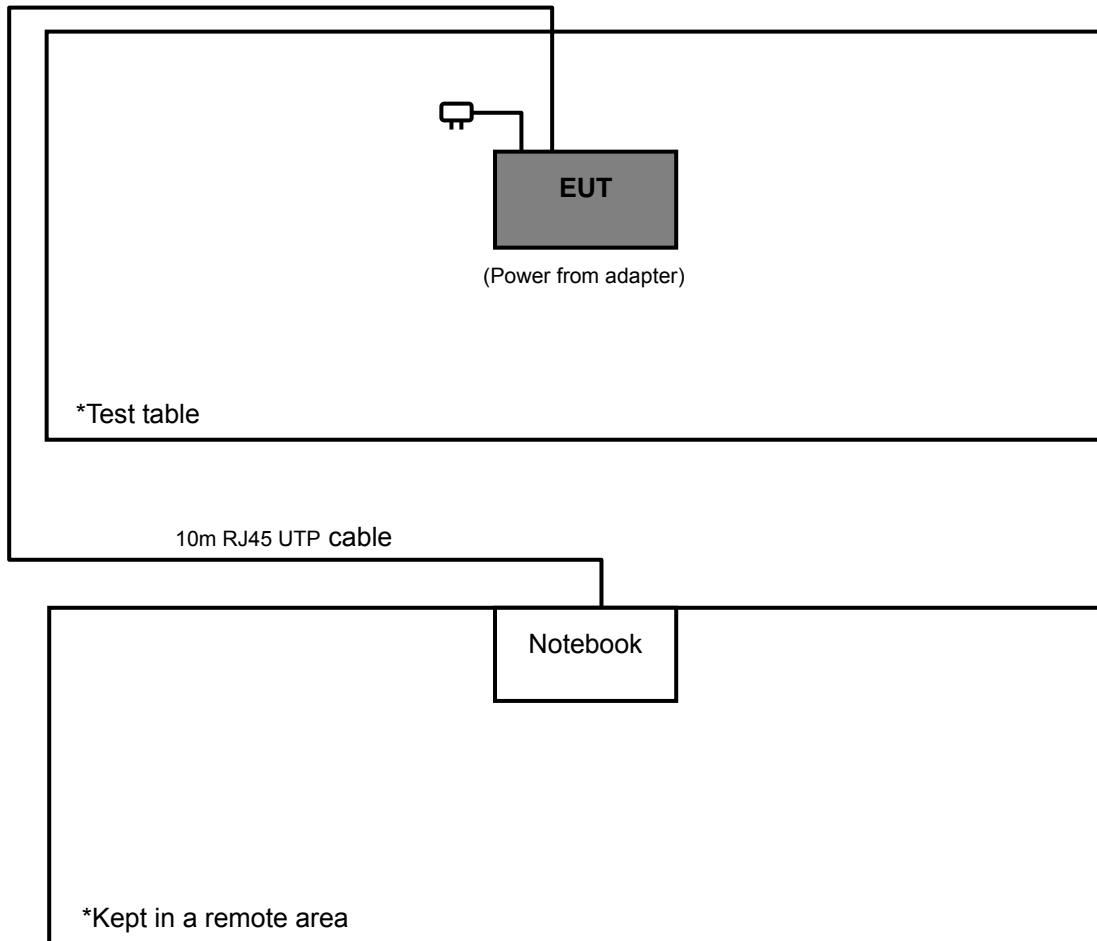 EUT
(Power from adapter)
*Test table
10m RJ45 UTP cable
Notebook
*Kept in a remote area